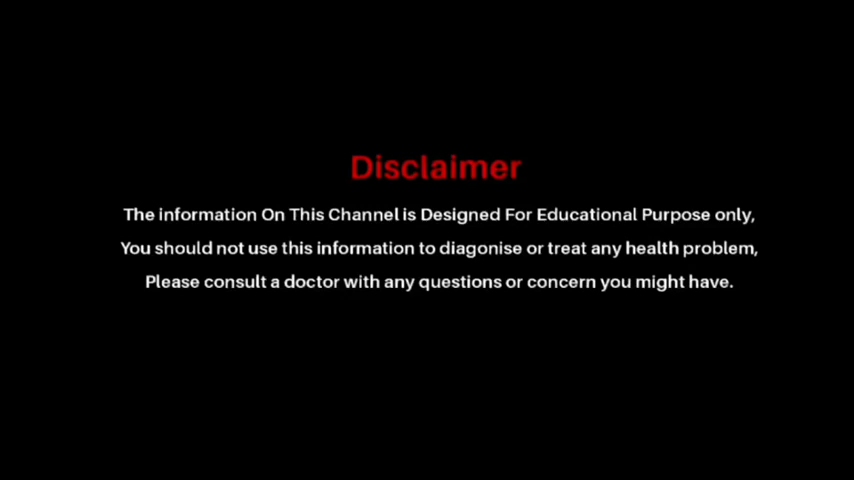 Disclaimer
The information On This Channel is Designed For Educational Purpose only,
You should not use this information to diagonise or treat any health problem,
Please consult a doctor with any questions or concern you might have.